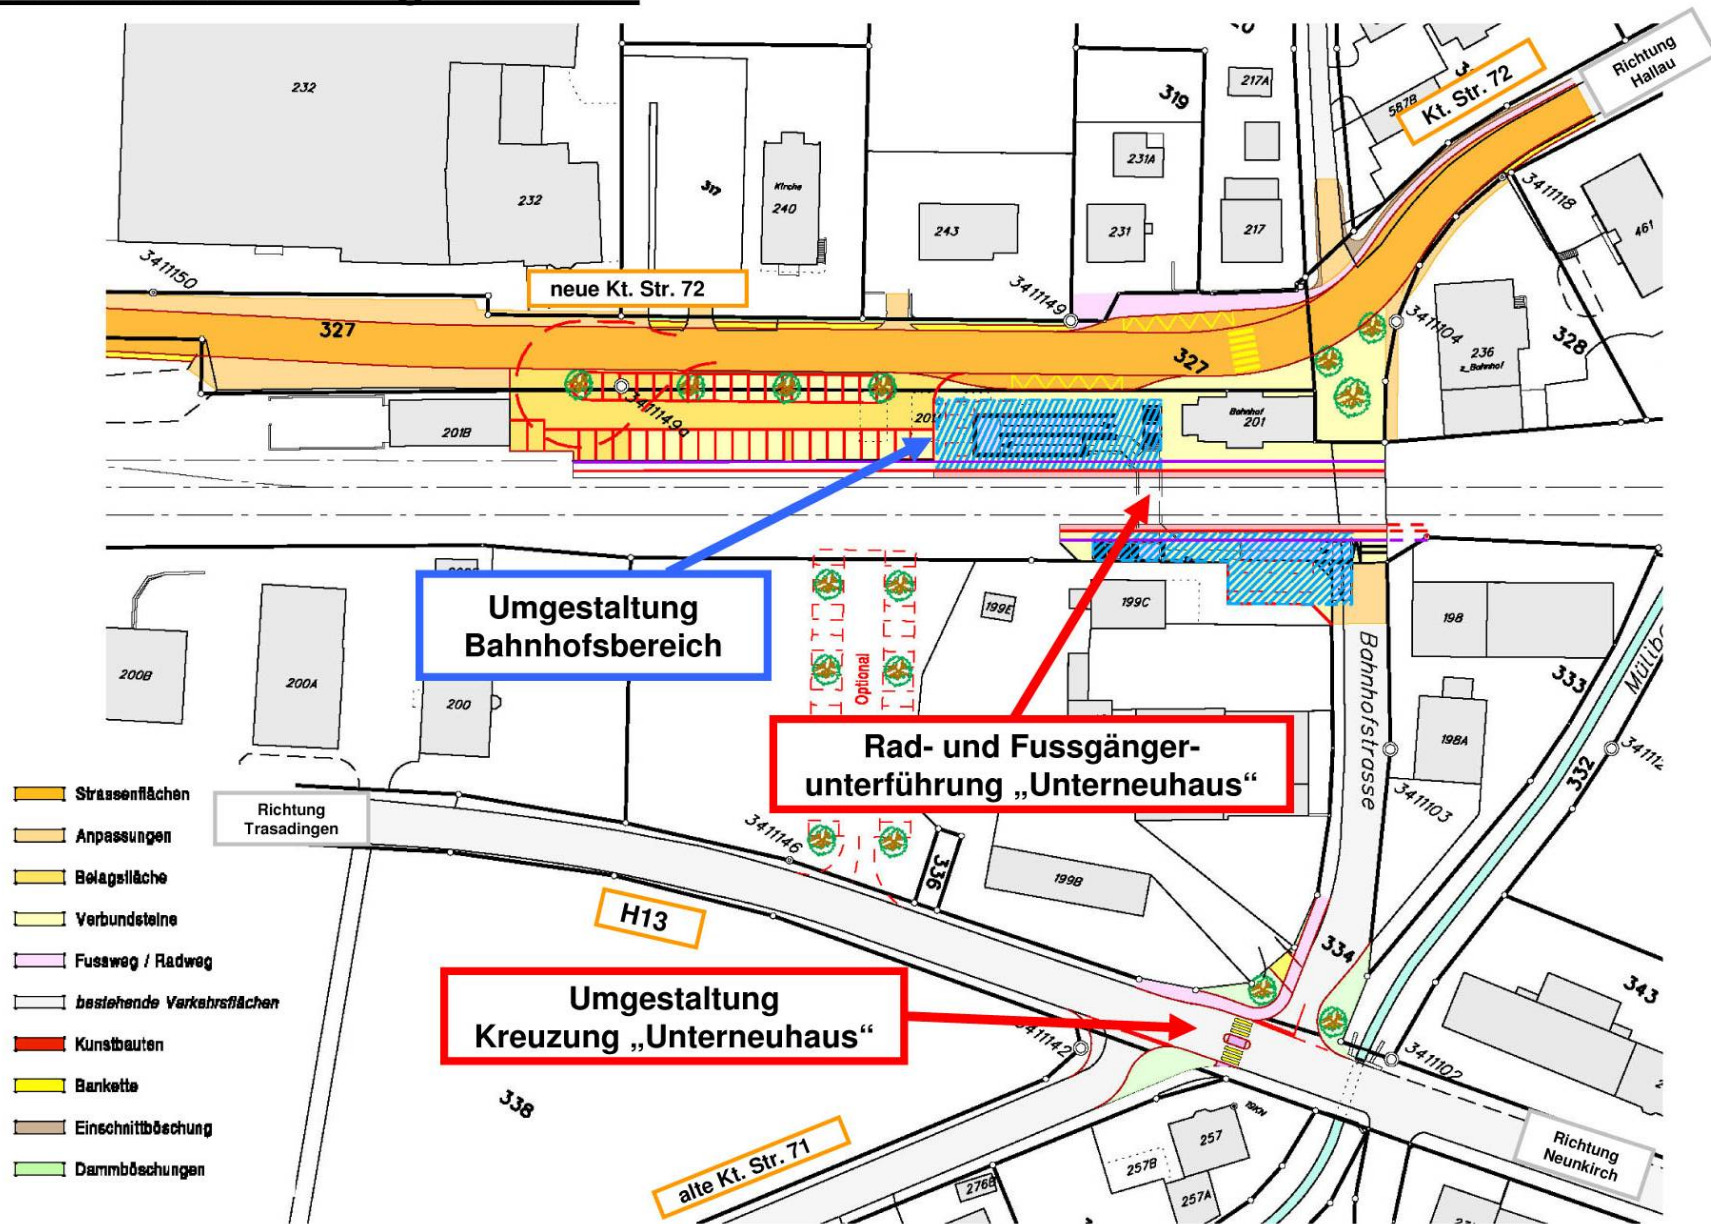 Richtung
Hallau
Kt. Str. 72
587B
217A
319
232
231A
317
Kirche
240
232
243
231
217
3411118
461
3411150
neue Kt. Str. 72
3411149
3411104
327
327
328
236
z_Bahnhof
3411149a
201B
Bahnhof
201
Umgestaltung
Bahnhofsbereich
199E
199C
198
200B
200A
200
Optional
Bahnhofstrasse
333
198A
332
Rad- und Fussgänger-
unterführung „Unterneuhaus“
3411103
Strassenflächen
Anpassungen
Belagsfläche
Verbundsteine
Fussweg / Radweg
bestehende Verkehrsflächen
Kunstbauten
Bankette
Einschnittböschung
Dammböschungen
Richtung
Trasadingen
3411146
336
199B
H13
334
343
Umgestaltung
Kreuzung „Unterneuhaus“
3411142
3411102
338
257
257B
257A
276B
alte Kt. Str. 71
Richtung
Neunkirch